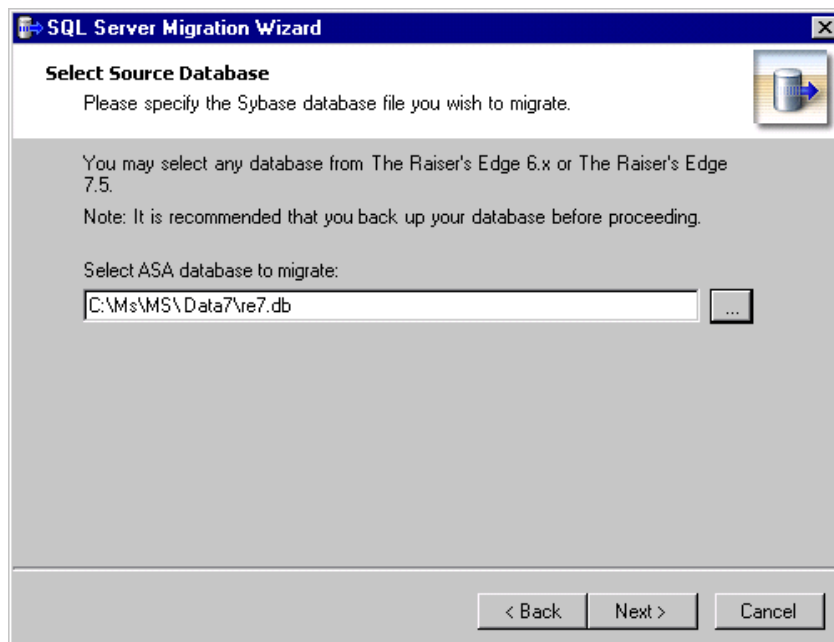 SQL Server Migration Wizard
Select Source Database
Please specify the Sybase database file you wish to migrate.
You may select any database from The Raiser's Edge 6.x or The Raiser's Edge
7.5.
Note: It is recommended that you back up your database before proceeding.
Select ASA database to migrate:
C:\Ms\MS\Data7\re7.db
...
< Back Next > Cancel